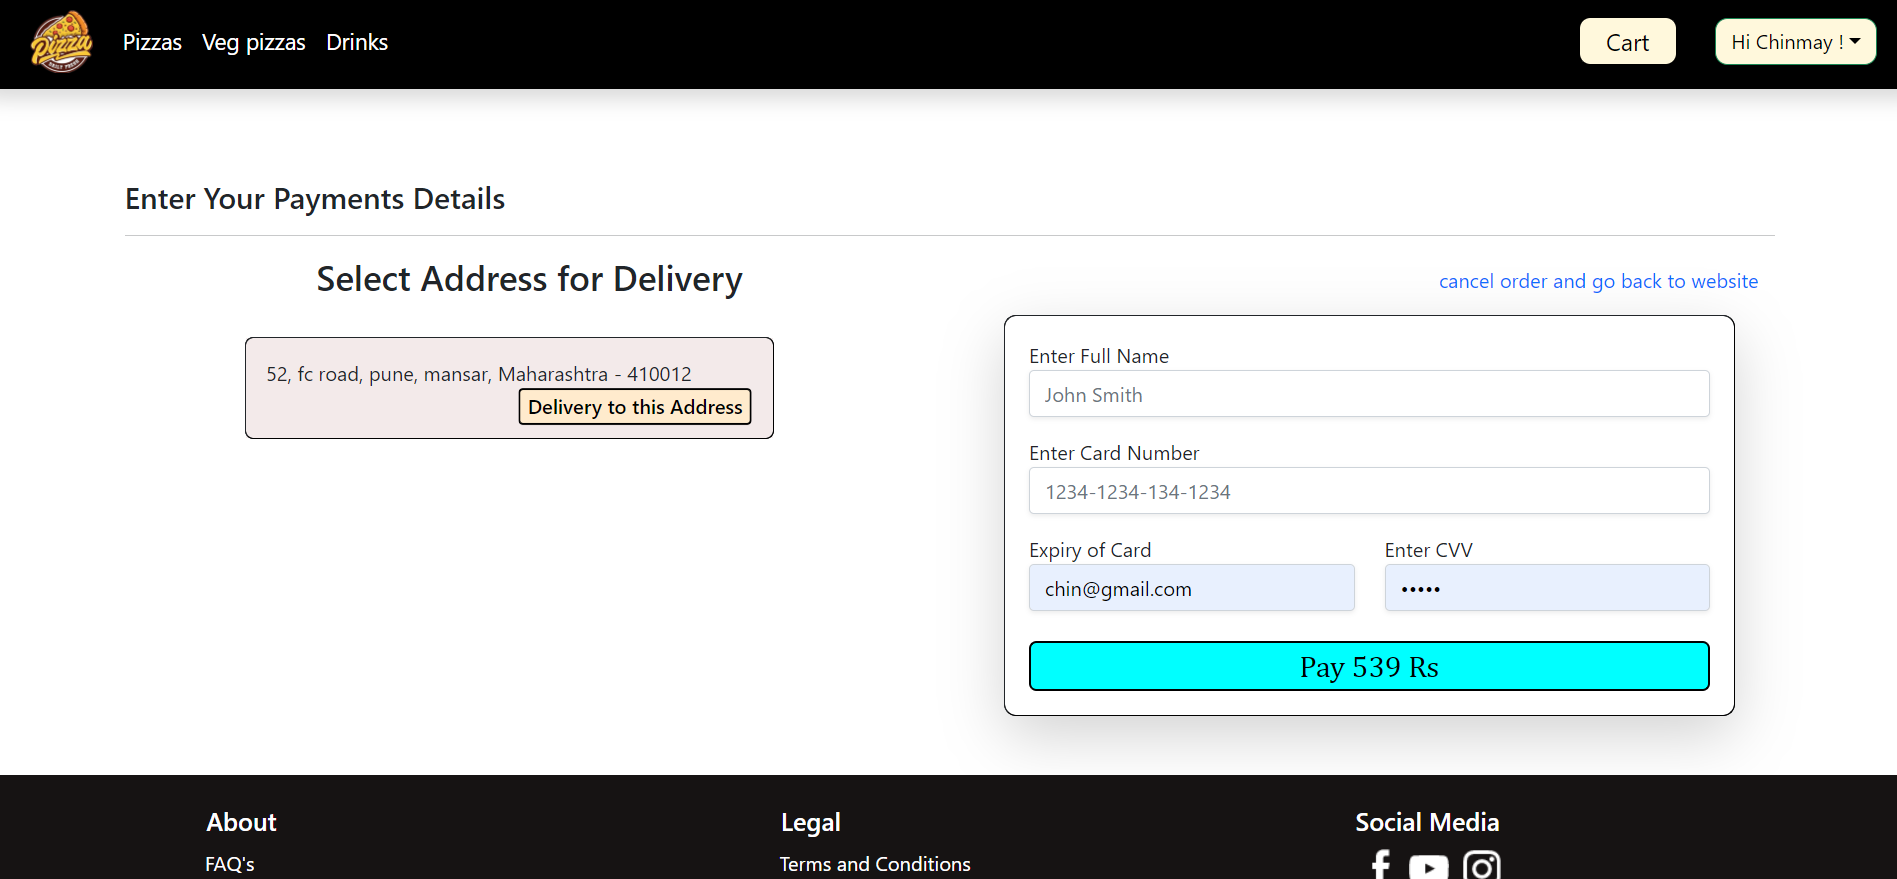 Pizza
Pizzas Veg pizzas Drinks
Cart
Hi Chinmay !
Enter Your Payments Details
Select Address for Delivery
52, fc road, pune, mansar, Maharashtra - 410012
Delivery to this Address
cancel order and go back to website
Enter Full Name
John Smith
Enter Card Number
1234-1234-134-1234
Expiry of Card Enter CVV
chin@gmail.com •••••
Pay 539 Rs
About Legal Social Media
FAQ's Terms and Conditions